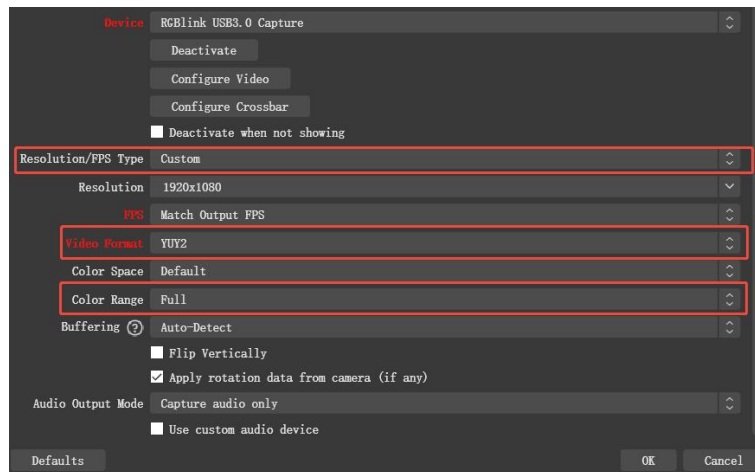 Device RGBlink USB3.0 Capture
Deactivate
Configure Video
Configure Crossbar
Deactivate when not showing
Resolution/FPS Type Custom
Resolution 1920x1080
FPS Match Output FPS
Video Format YUY2
Color Space Default
Color Range Full
Buffering ? Auto-Detect
Flip Vertically
Apply rotation data from camera (if any)
Audio Output Mode Capture audio only
Use custom audio device
Defaults OK Cancel